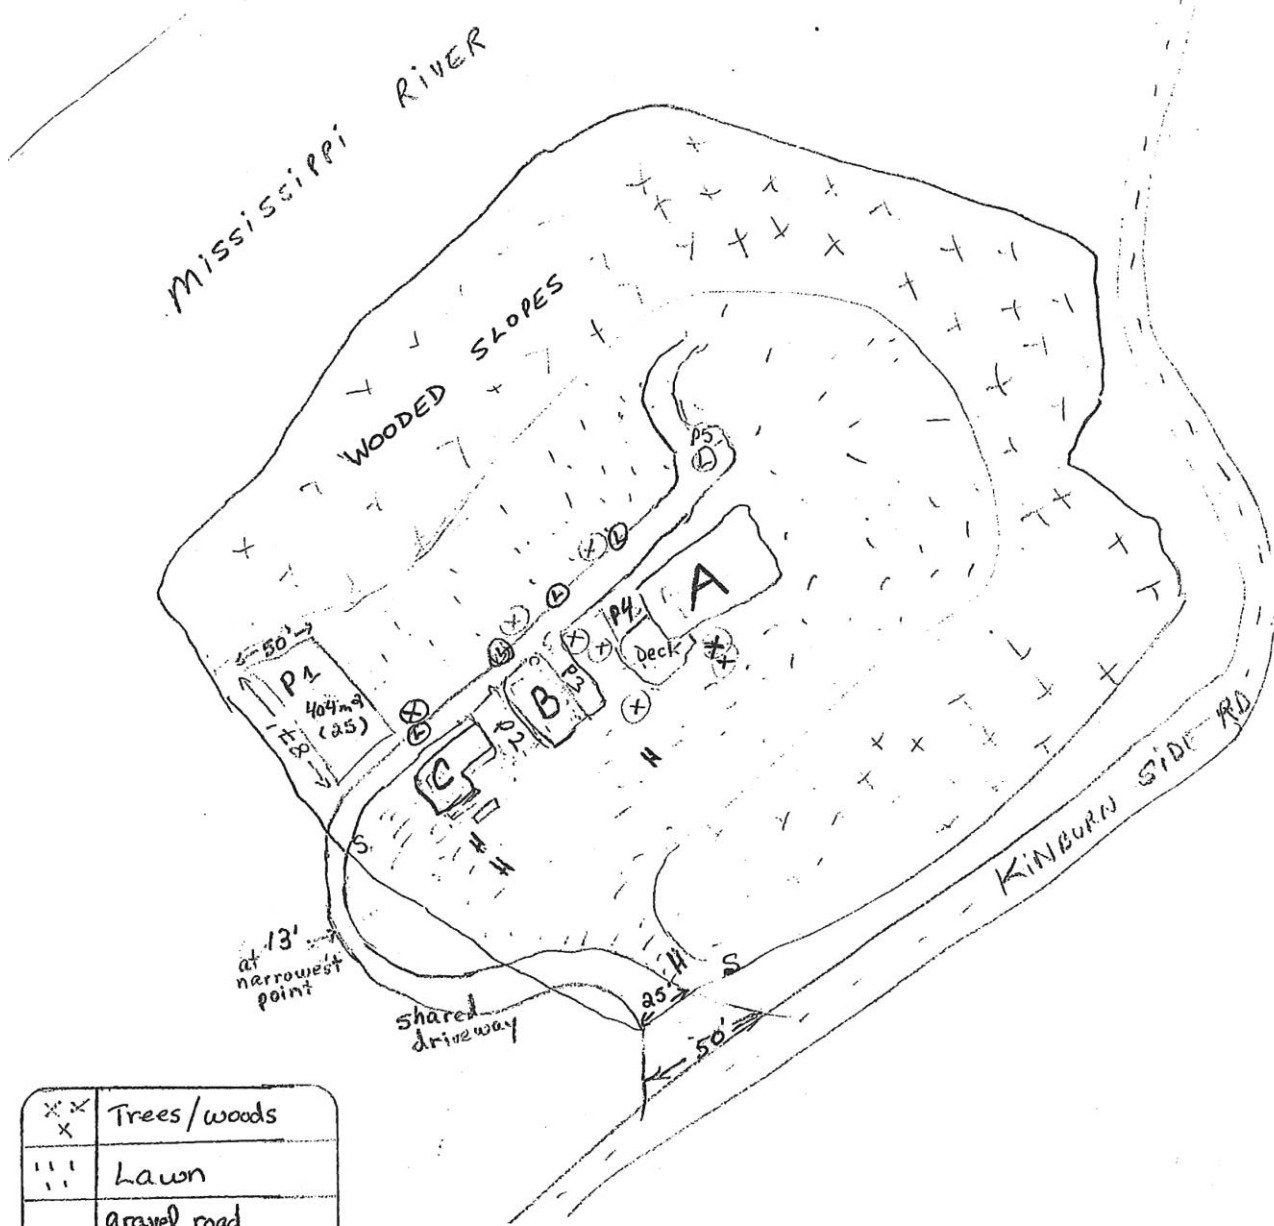 Mississippi RIVER
WOODED SLOPES
P5
L
X L
L
X
L
X L
A
P4
Deck
X X
X X
X
P3
B
P2
C
50'
P1
404m²
(25)
87'
H
H
H
S
at 13'
narrowest
point
shared
driveway
H
S
25'
50'
KINBURN SIDE RD
Trees/woods
Lawn
gravel road